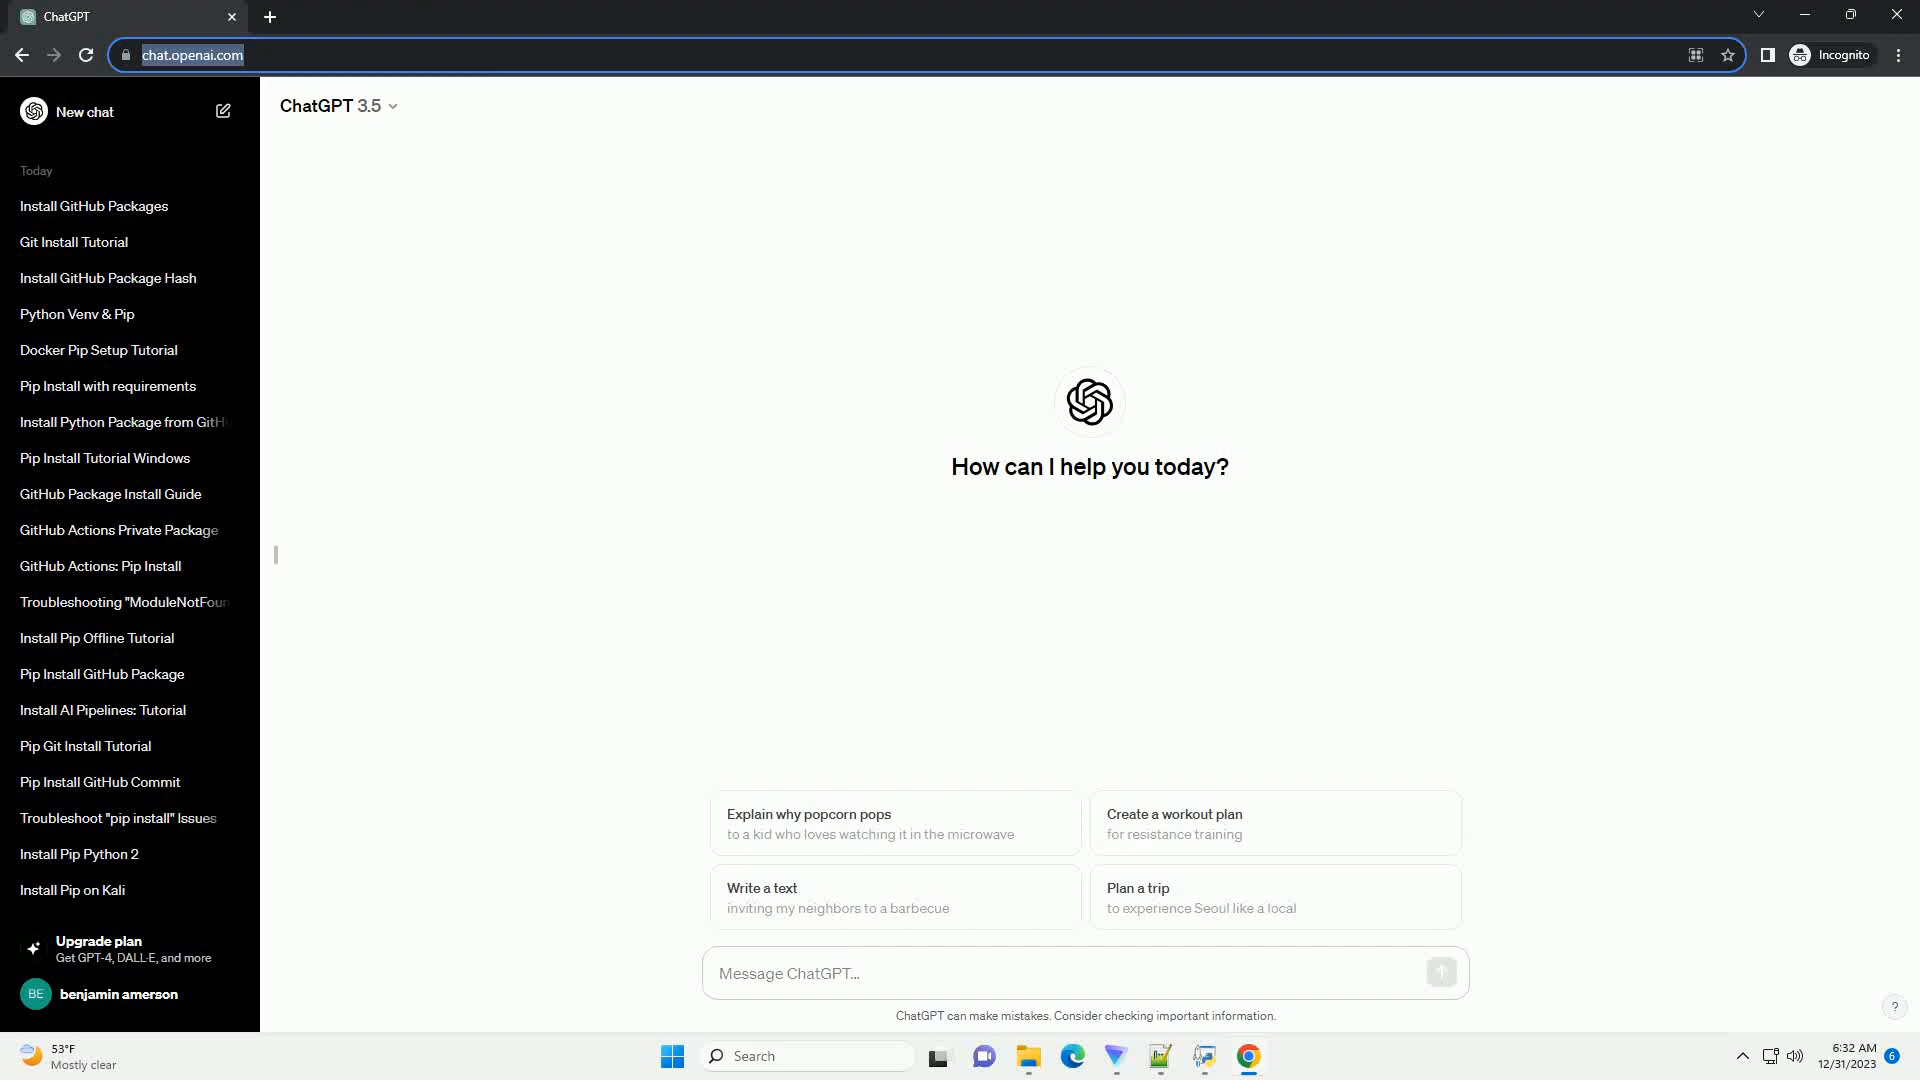 ChatGPT
chat.openai.com
Incognito
New chat
ChatGPT 3.5
Today
Install GitHub Packages
Git Install Tutorial
Install GitHub Package Hash
Python Venv & Pip
Docker Pip Setup Tutorial
Pip Install with requirements
Install Python Package from GitH
Pip Install Tutorial Windows
GitHub Package Install Guide
GitHub Actions Private Package
GitHub Actions: Pip Install
Troubleshooting "ModuleNotFoun
Install Pip Offline Tutorial
Pip Install GitHub Package
Install AI Pipelines: Tutorial
Pip Git Install Tutorial
Pip Install GitHub Commit
Troubleshoot "pip install" Issues
Install Pip Python 2
Install Pip on Kali
Upgrade plan
Get GPT-4, DALL·E, and more
BE
benjamin amerson
How can I help you today?
Explain why popcorn pops
to a kid who loves watching it in the microwave
Create a workout plan
for resistance training
Write a text
inviting my neighbors to a barbecue
Plan a trip
to experience Seoul like a local
Message ChatGPT...
ChatGPT can make mistakes. Consider checking important information.
?
53°F
Mostly clear
Search
6:32 AM
12/31/2023
6